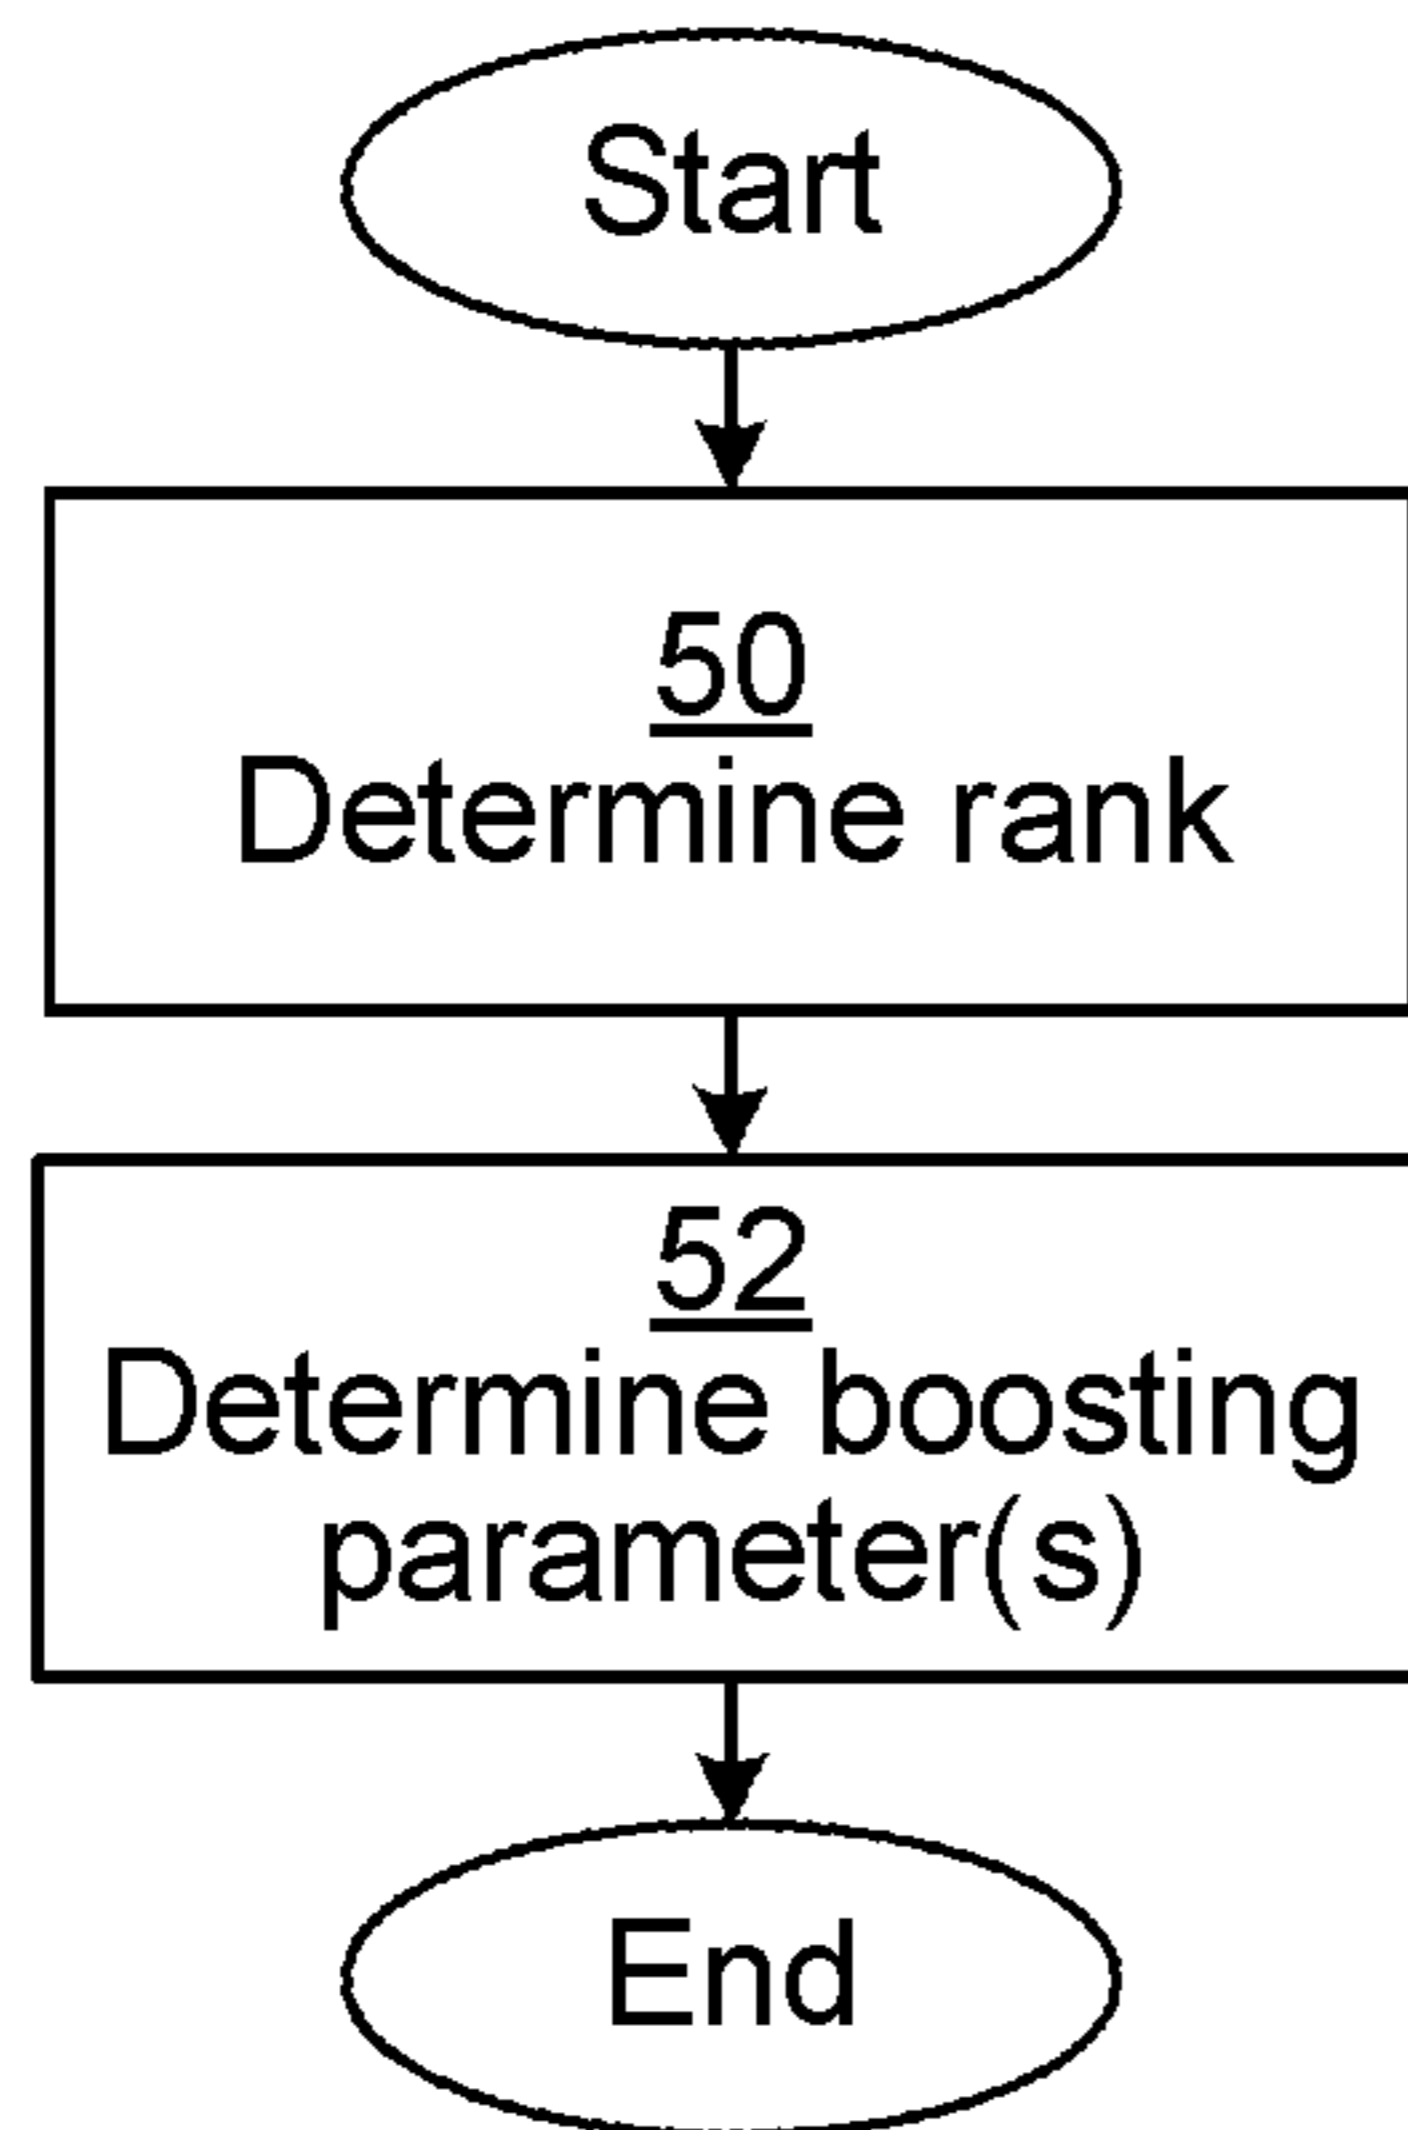 Start
50
Determine rank
52
Determine boosting
parameter(s)
End